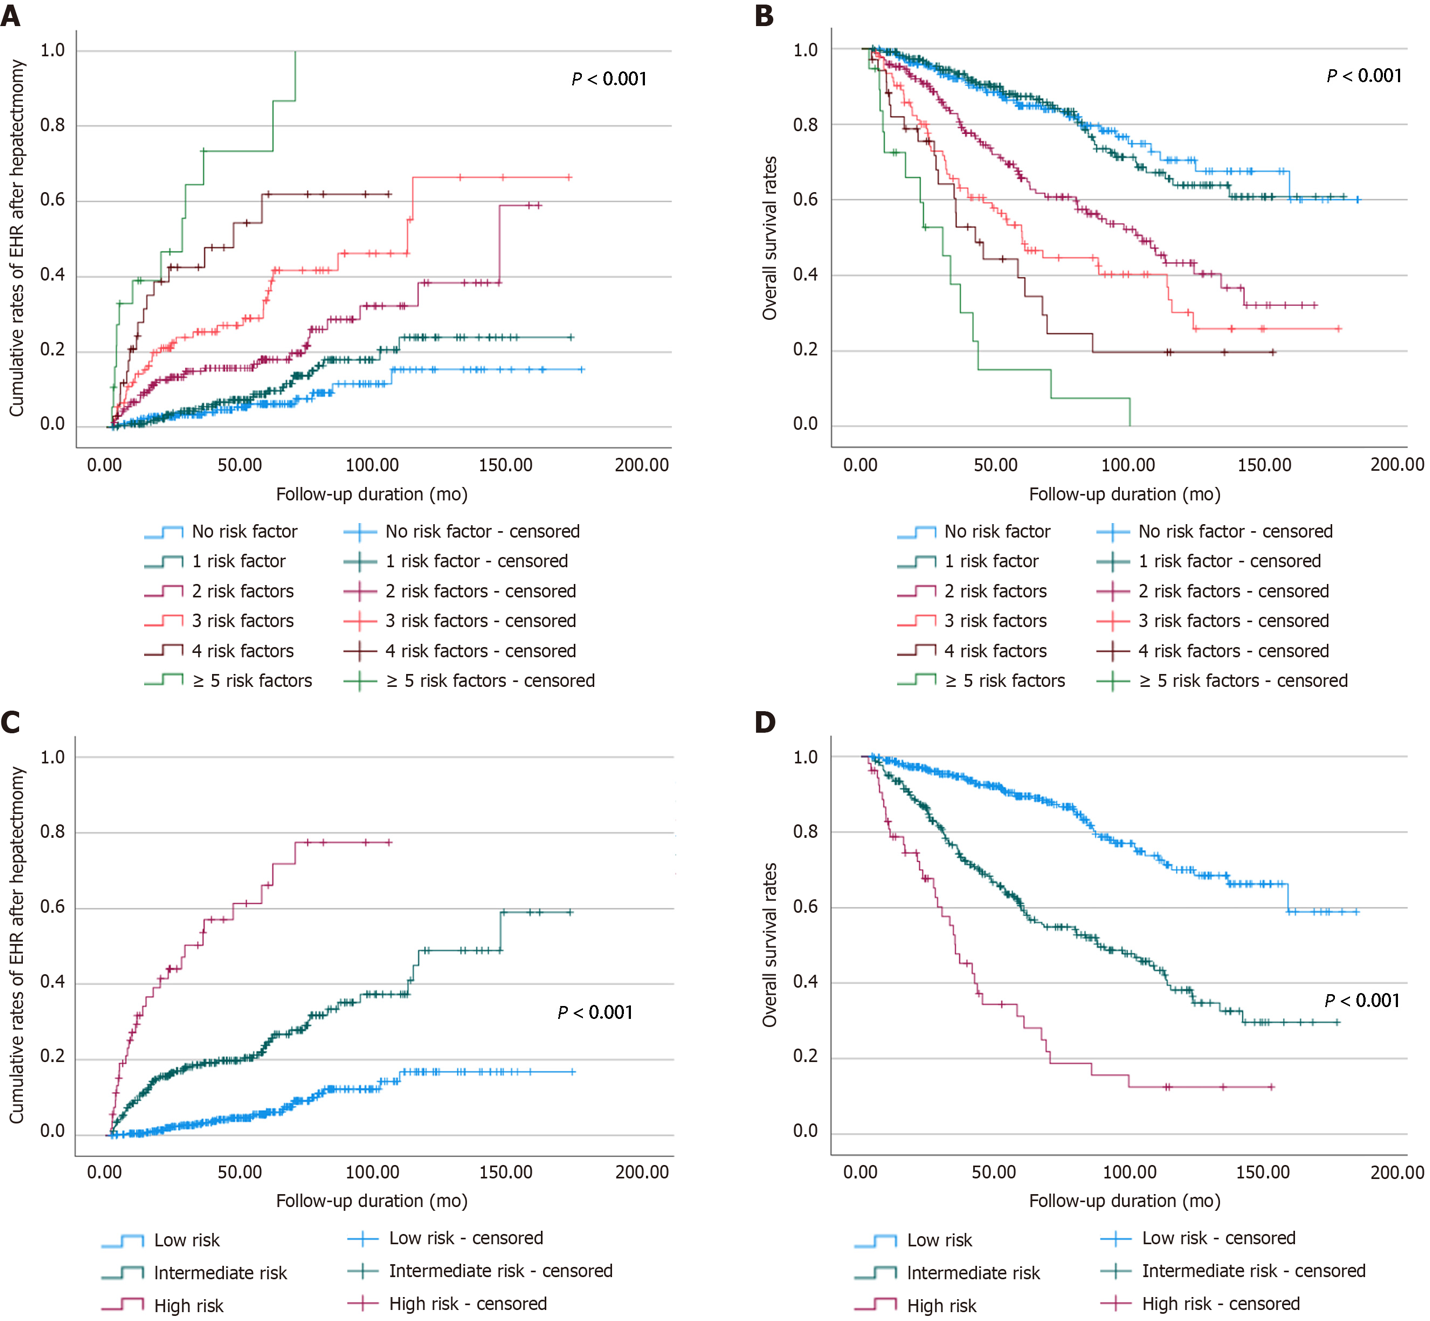 A
Cumulative rates of EHR after hepatectmomy
1.0
0.8
0.6
0.4
0.2
0.0
P < 0.001
0.00 50.00 100.00 150.00 200.00
Follow-up duration (mo)
No risk factor No risk factor - censored
1 risk factor 1 risk factor - censored
2 risk factors 2 risk factors - censored
3 risk factors 3 risk factors - censored
4 risk factors 4 risk factors - censored
≥ 5 risk factors ≥ 5 risk factors - censored
B
Overall survival rates
1.0
0.8
0.6
0.4
0.2
0.0
P < 0.001
0.00 50.00 100.00 150.00 200.00
Follow-up duration (mo)
No risk factor No risk factor - censored
1 risk factor 1 risk factor - censored
2 risk factors 2 risk factors - censored
3 risk factors 3 risk factors - censored
4 risk factors 4 risk factors - censored
≥ 5 risk factors ≥ 5 risk factors - censored
C
Cumulative rates of EHR after hepatectmomy
1.0
0.8
0.6
0.4
0.2
0.0
P < 0.001
0.00 50.00 100.00 150.00 200.00
Follow-up duration (mo)
Low risk Low risk - censored
Intermediate risk Intermediate risk - censored
High risk High risk - censored
D
Overall survival rates
1.0
0.8
0.6
0.4
0.2
0.0
P < 0.001
0.00 50.00 100.00 150.00 200.00
Follow-up duration (mo)
Low risk Low risk - censored
Intermediate risk Intermediate risk - censored
High risk High risk - censored